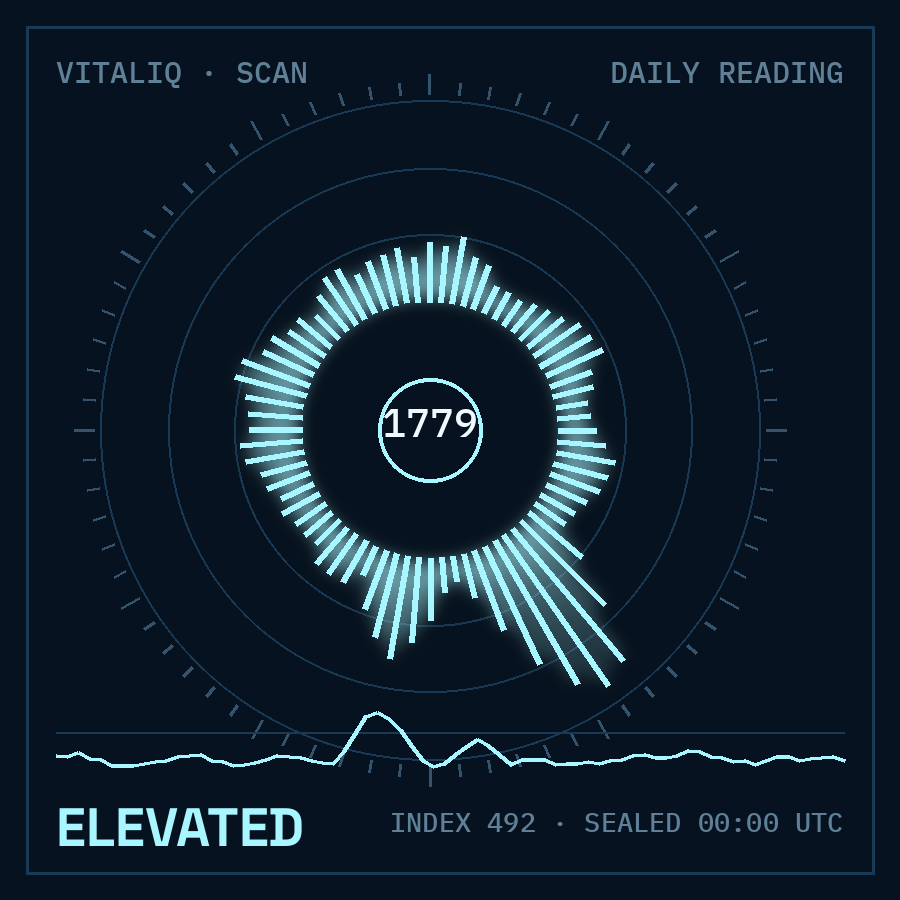 VITALIQ · SCAN
DAILY READING
1779
ELEVATED
INDEX 492 · SEALED 00:00 UTC